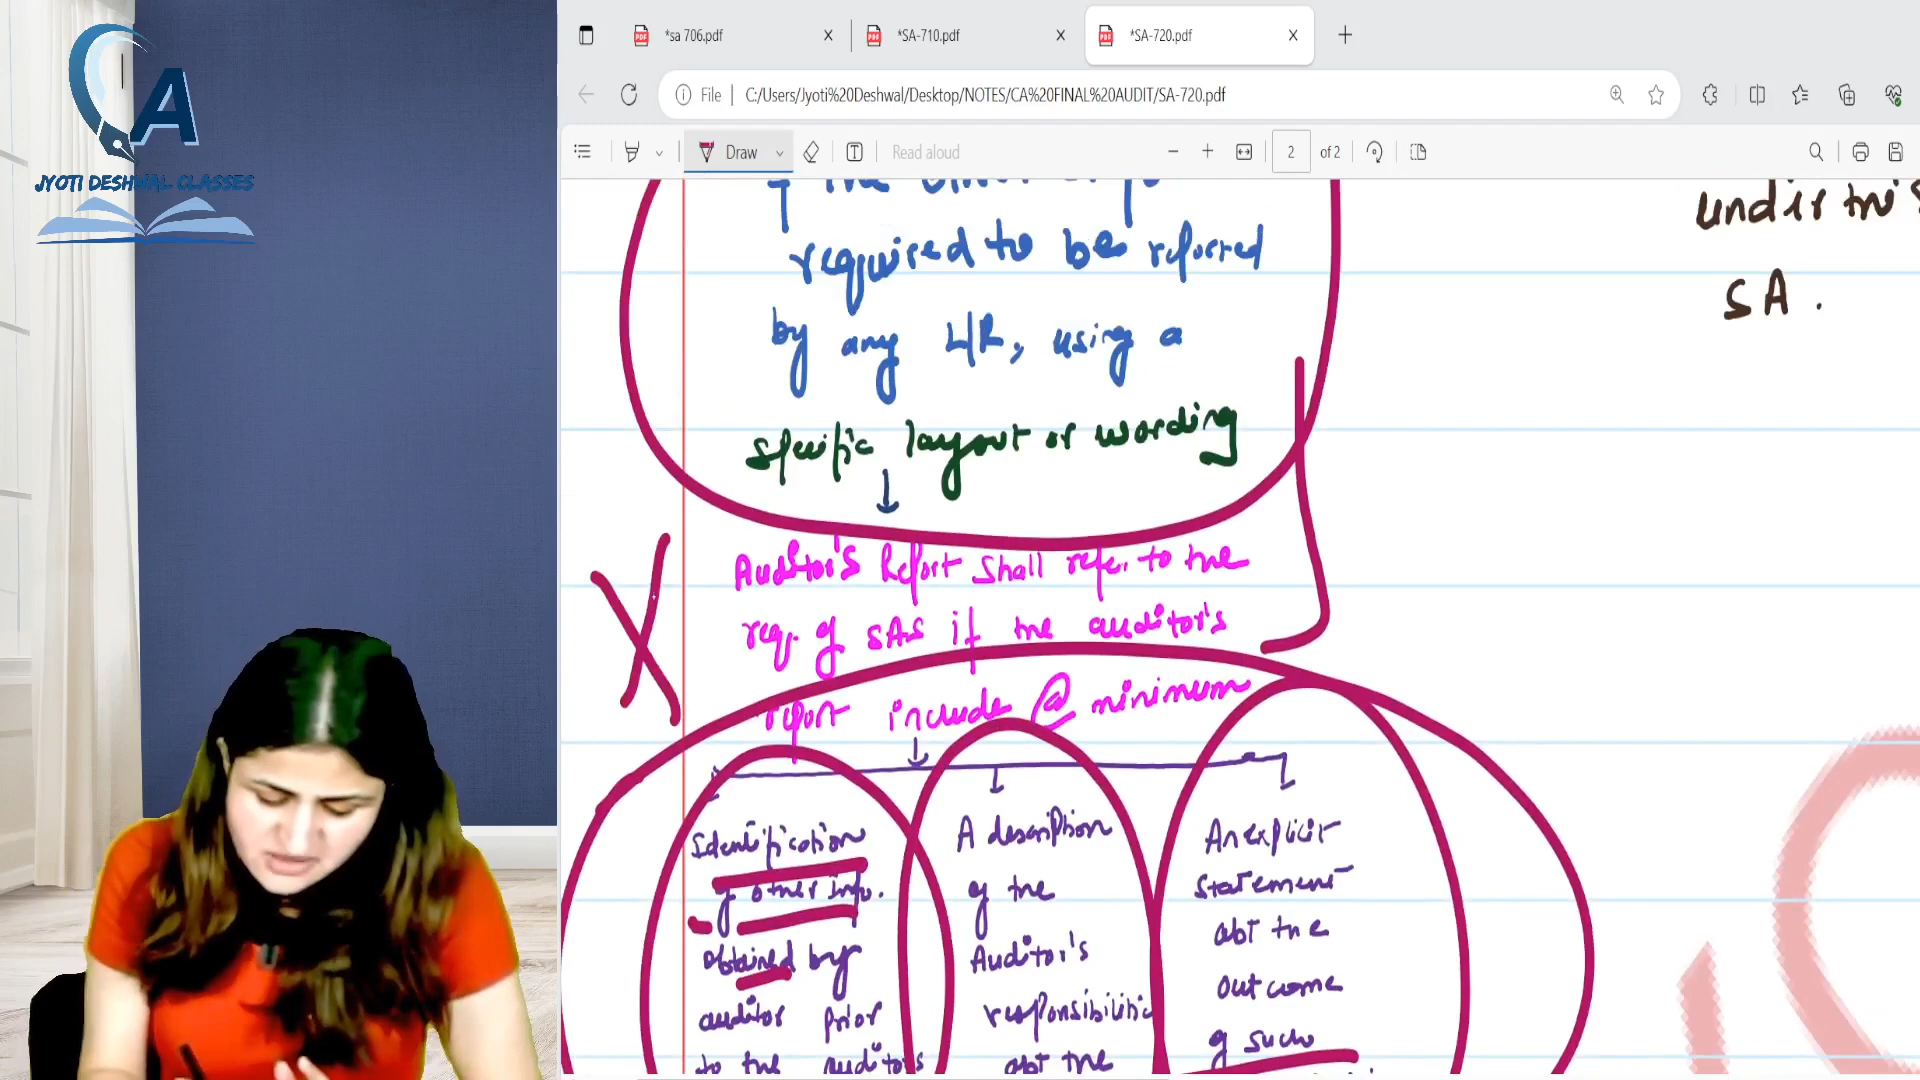 A
JYOTI DESHWAL CLASSES
*sa 706.pdf
*SA-710.pdf
*SA-720.pdf
File
C:/Users/Jyoti%20Deshwal/Desktop/NOTES/CA%20FINAL%20AUDIT/SA-720.pdf
Draw
Read aloud
2 of 2
required to be referred
by any L/R, using a
specific layout or wording
Auditor's Report shall refer to the
req. of SAS if the auditor's
report include @ minimum
Identification
of other info.
obtained by
auditor prior
to the auditors
A description
of the
Auditor's
abt the
An explicit
statement
abt the
outcome
of such
SA.